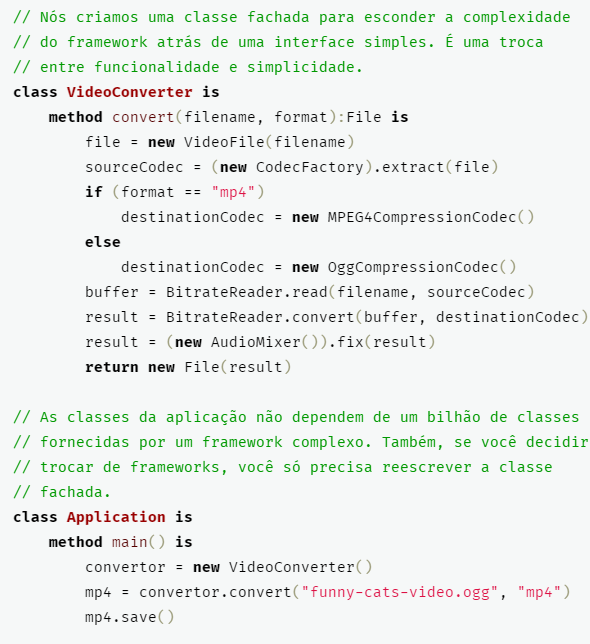 // Nós criamos uma classe fachada para esconder a complexidade
// do framework atrás de uma interface simples. É uma troca
// entre funcionalidade e simplicidade.
class VideoConverter is
    method convert(filename, format):File is
        file = new VideoFile(filename)
        sourceCodec = (new CodecFactory).extract(file)
        if (format == "mp4")
            destinationCodec = new MPEG4CompressionCodec()
        else
            destinationCodec = new OggCompressionCodec()
        buffer = BitrateReader.read(filename, sourceCodec)
        result = BitrateReader.convert(buffer, destinationCodec)
        result = (new AudioMixer()).fix(result)
        return new File(result)

// As classes da aplicação não dependem de um bilhão de classes
// fornecidas por um framework complexo. Também, se você decidir
// trocar de frameworks, você só precisa reescrever a classe
// fachada.
class Application is
    method main() is
        convertor = new VideoConverter()
        mp4 = convertor.convert("funny-cats-video.ogg", "mp4")
        mp4.save()